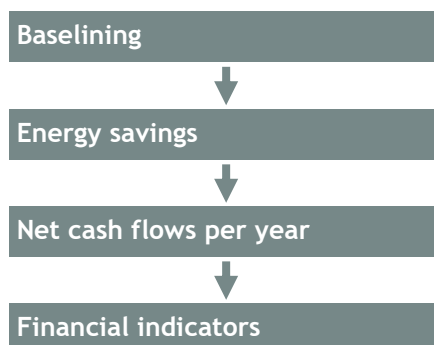 Baselining
Energy savings
Net cash flows per year
Financial indicators